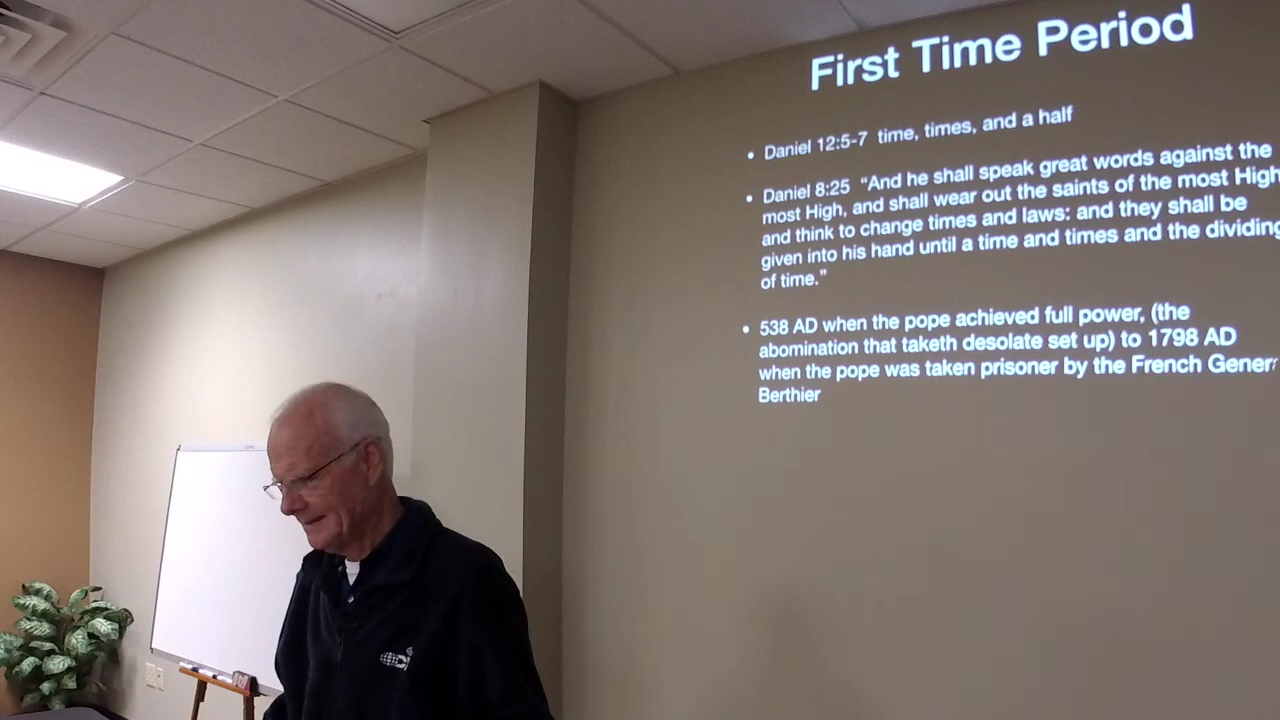 First Time Period
• Daniel 12:5-7 time, times, and a half
• Daniel 8:25 “And he shall speak great words against the
most High, and shall wear out the saints of the most High
and think to change times and laws: and they shall be
given into his hand until a time and times and the dividing
of time.”
• 538 AD when the pope achieved full power, (the
abomination that taketh desolate set up) to 1798 AD
when the pope was taken prisoner by the French Gener
Berthier